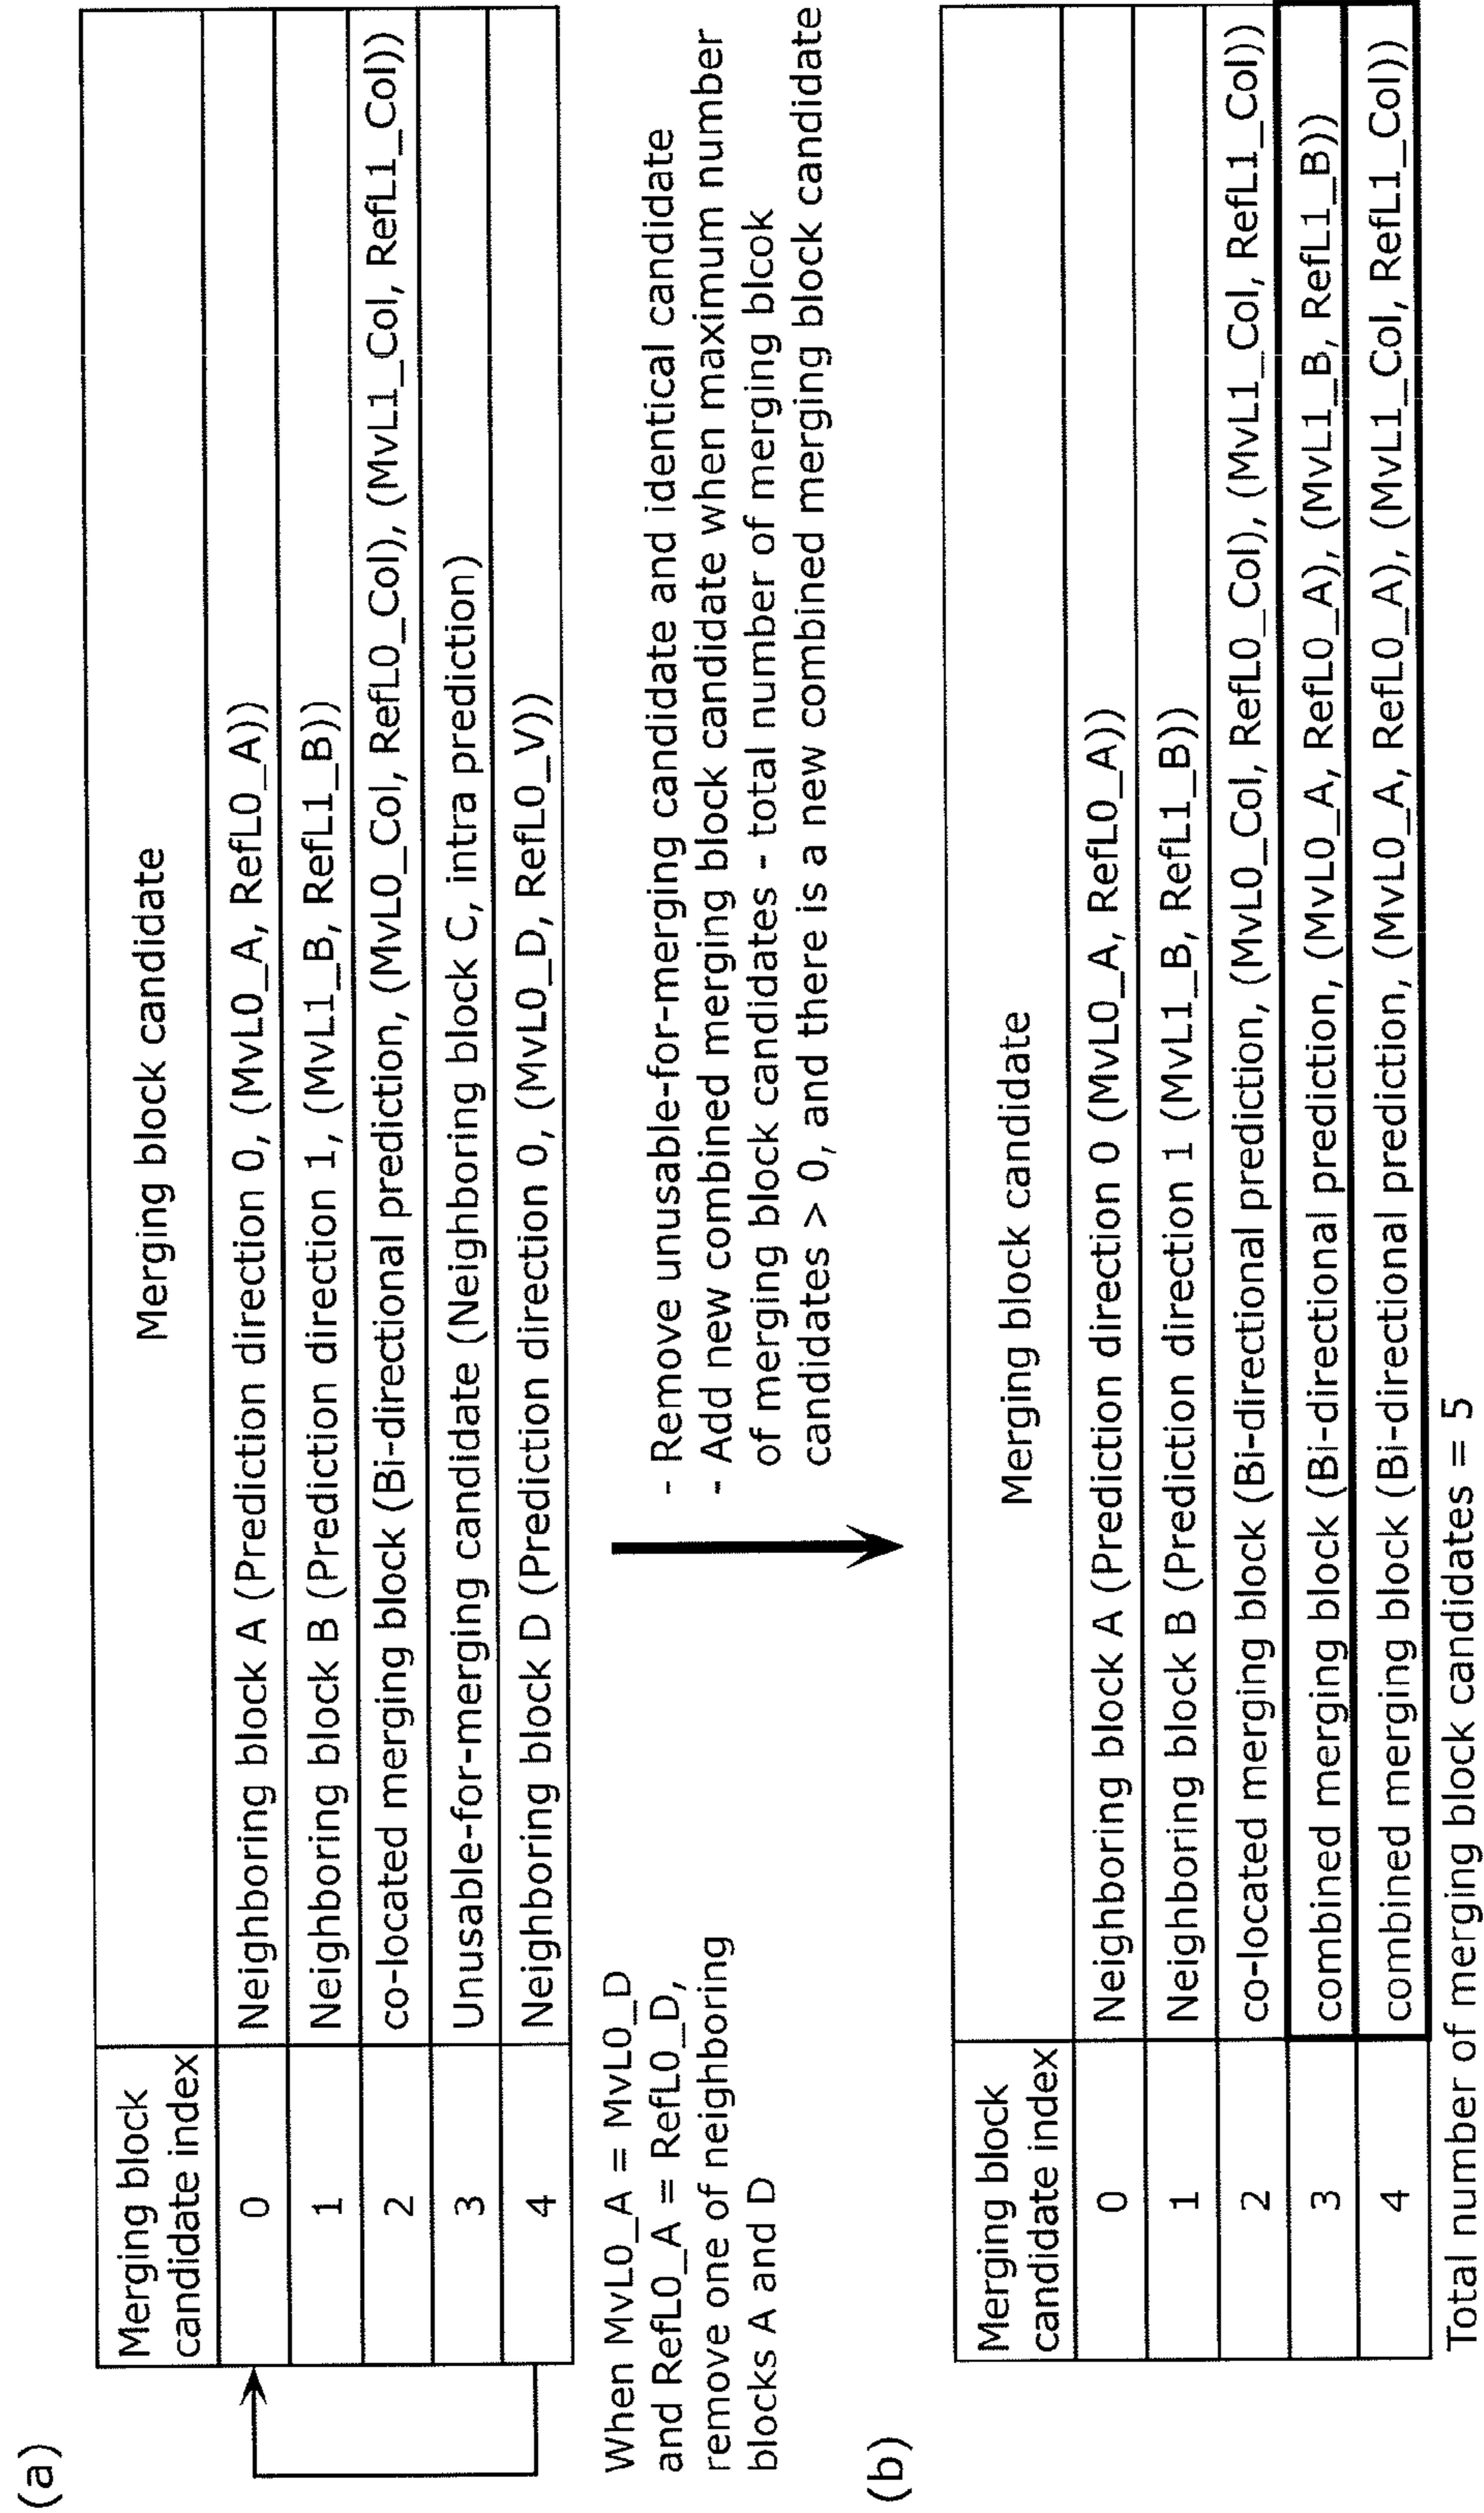 (a)
Merging block
candidate index
Merging block candidate
0
Neighboring block A (Prediction direction 0, (MvL0_A, RefL0_A))
1
Neighboring block B (Prediction direction 1, (MvL1_B, RefL1_B))
2
co-located merging block (Bi-directional prediction, (MvL0_Col, RefL0_Col), (MvL1_Col, RefL1_Col))
3
Unusable-for-merging candidate (Neighboring block C, intra prediction)
4
Neighboring block D (Prediction direction 0, (MvL0_D, RefL0_V))
When MvL0_A = MvL0_D
and RefL0_A = RefL0_D,
remove one of neighboring
blocks A and D
- Remove unusable-for-merging candidate and identical candidate
- Add new combined merging block candidate when maximum number
of merging block candidates - total number of merging blcok
candidates > 0, and there is a new combined merging block candidate
(b)
Merging block
candidate index
Merging block candidate
0
Neighboring block A (Prediction direction 0 (MvL0_A, RefL0_A))
1
Neighboring block B (Prediction direction 1 (MvL1_B, RefL1_B))
2
co-located merging block (Bi-directional prediction, (MvL0_Col, RefL0_Col), (MvL1_Col, RefL1_Col))
3
combined merging block (Bi-directional prediction, (MvL0_A, RefL0_A), (MvL1_B, RefL1_B))
4
combined merging block (Bi-directional prediction, (MvL0_A, RefL0_A), (MvL1_Col, RefL1_Col))
Total number of merging block candidates = 5